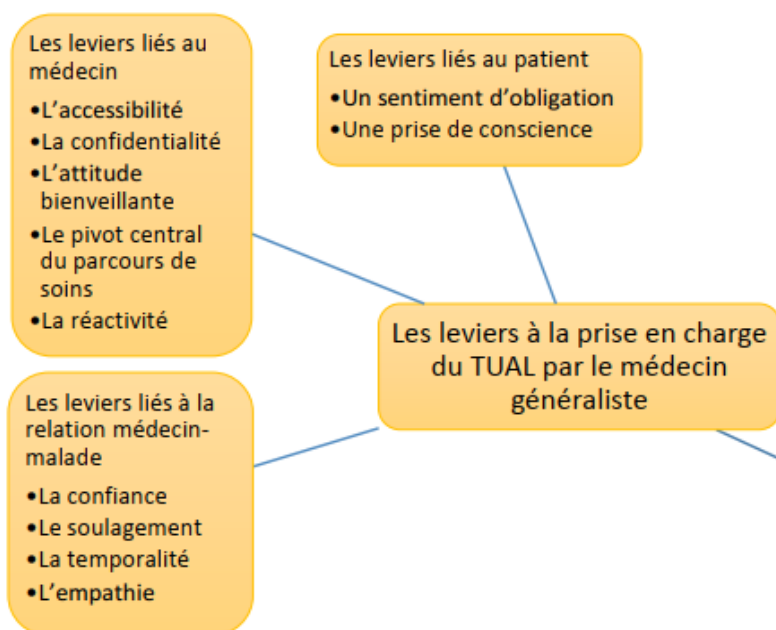 Les leviers liés au
médecin
•L'accessibilité
•La confidentialité
•L'attitude
bienveillante
•Le pivot central
du parcours de
soins
•La réactivité
Les leviers liés au patient
•Un sentiment d'obligation
•Une prise de conscience
Les leviers à la prise en charge
du TUAL par le médecin
généraliste
Les leviers liés à la
relation médecin-
malade
•La confiance
•Le soulagement
•La temporalité
•L'empathie